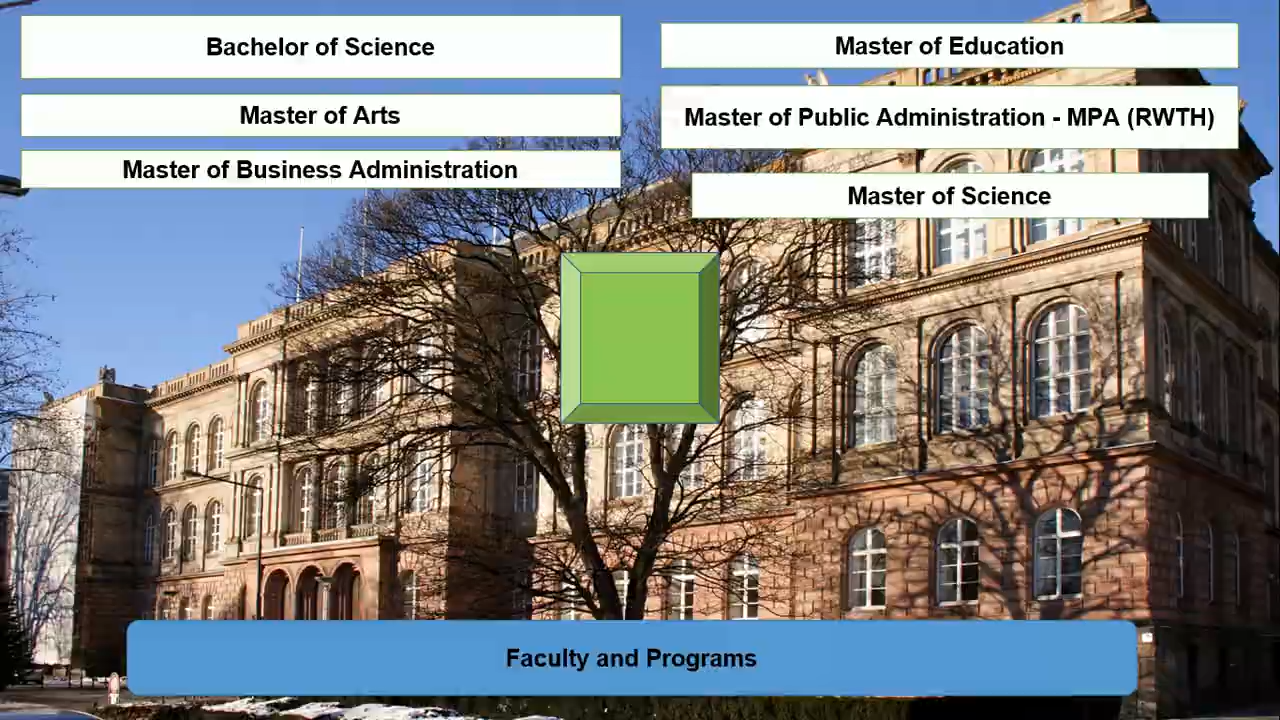 Bachelor of Science
Master of Arts
Master of Business Administration
Master of Education
Master of Public Administration - MPA (RWTH)
Master of Science
Faculty and Programs